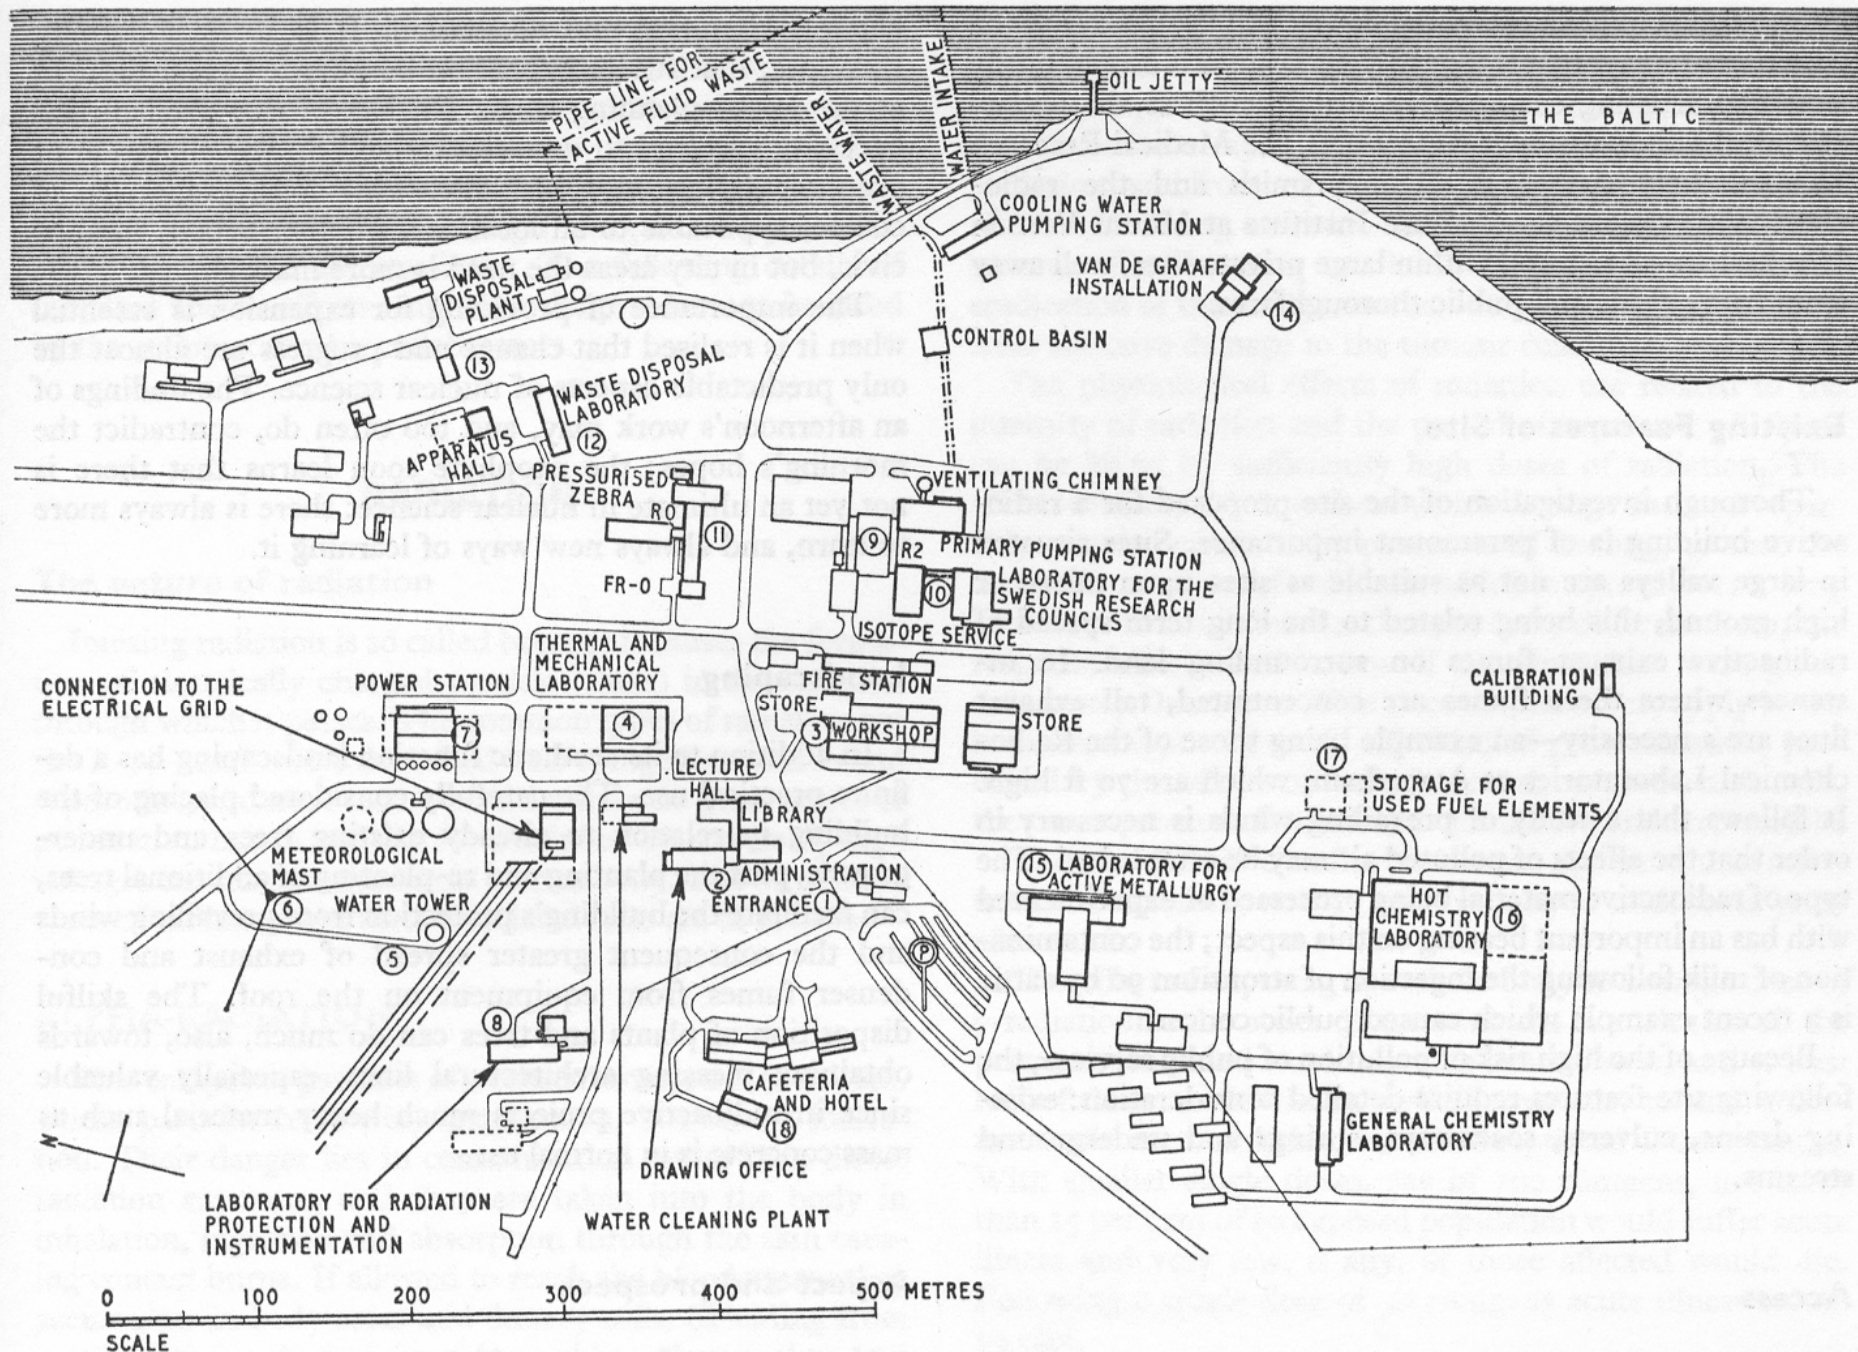 PIPE LINE FOR
ACTIVE FLUID WASTE
WASTE WATER
WATER INTAKE
OIL JETTY
THE BALTIC
COOLING WATER
PUMPING STATION
VAN DE GRAAFF
INSTALLATION
14
WASTE
DISPOSAL
PLANT
13
CONTROL BASIN
WASTE DISPOSAL
LABORATORY
12
APPARATUS
HALL
PRESSURISED
ZEBRA
R0
11
FR-0
VENTILATING CHIMNEY
9
R2
PRIMARY PUMPING STATION
10
LABORATORY FOR THE
SWEDISH RESEARCH
COUNCILS
ISOTOPE SERVICE
THERMAL AND
MECHANICAL
LABORATORY
4
POWER STATION
7
CONNECTION TO THE
ELECTRICAL GRID
FIRE STATION
STORE
3
WORKSHOP
STORE
CALIBRATION
BUILDING
17
STORAGE FOR
USED FUEL ELEMENTS
LECTURE
HALL
LIBRARY
2
ADMINISTRATION
ENTRANCE 1
METEOROLOGICAL
MAST
6
WATER TOWER
5
P
15
LABORATORY FOR
ACTIVE METALLURGY
HOT
CHEMISTRY
LABORATORY
16
8
CAFETERIA
AND HOTEL
18
GENERAL CHEMISTRY
LABORATORY
DRAWING OFFICE
N
LABORATORY FOR RADIATION
PROTECTION AND
INSTRUMENTATION
WATER CLEANING PLANT
0 100 200 300 400 500 METRES
SCALE